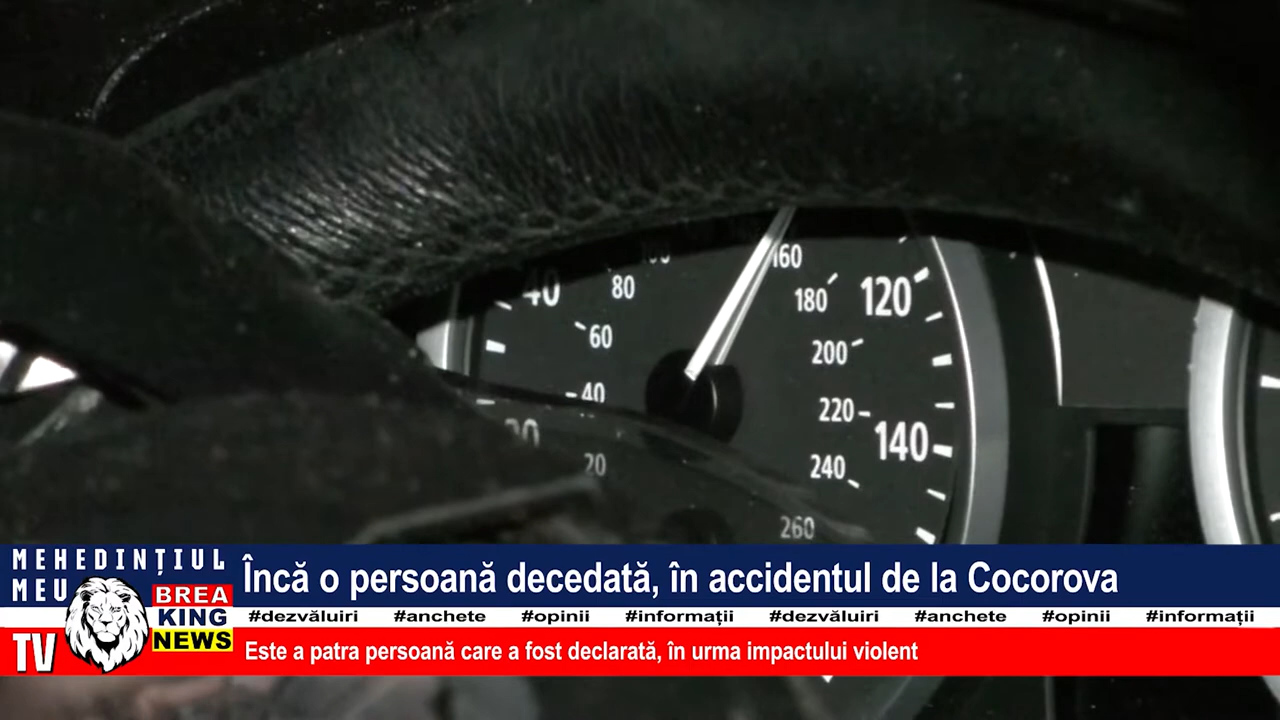 160
80
40
180
120
60
200
40
220
140
20
240
260
MEHEDINȚIUL
MEU
TV
BREA
KING
NEWS
Încă o persoană decedată, în accidentul de la Cocorova
#dezvăluiri #anchete #opinii #informații #dezvăluiri #anchete #opinii #informații
Este a patra persoană care a fost declarată, în urma impactului violent